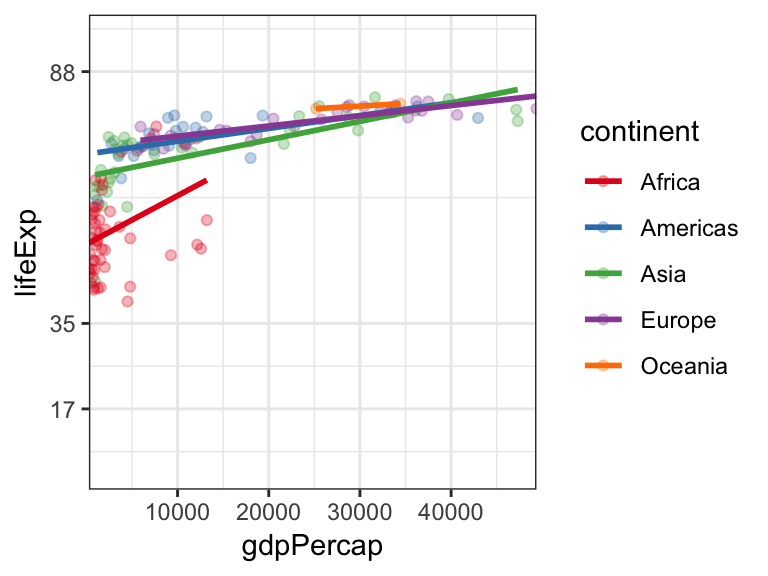 88
35
17
lifeExp
10000 20000 30000 40000
gdpPercap
continent
Africa
Americas
Asia
Europe
Oceania